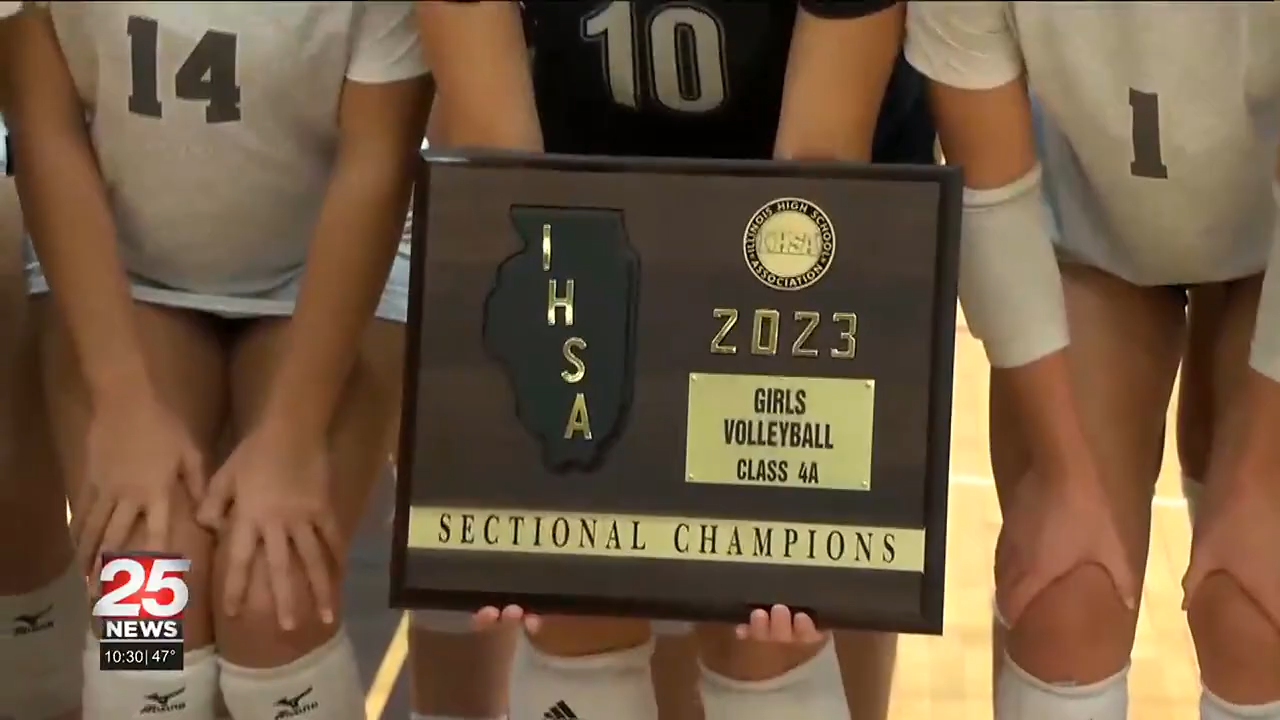 14
10
1
I
H
S
A
ILLINOIS HIGH SCHOOL
IHSA
ASSOCIATION
2023
GIRLS
VOLLEYBALL
CLASS 4A
SECTIONAL CHAMPIONS
25
NEWS
10:30| 47°